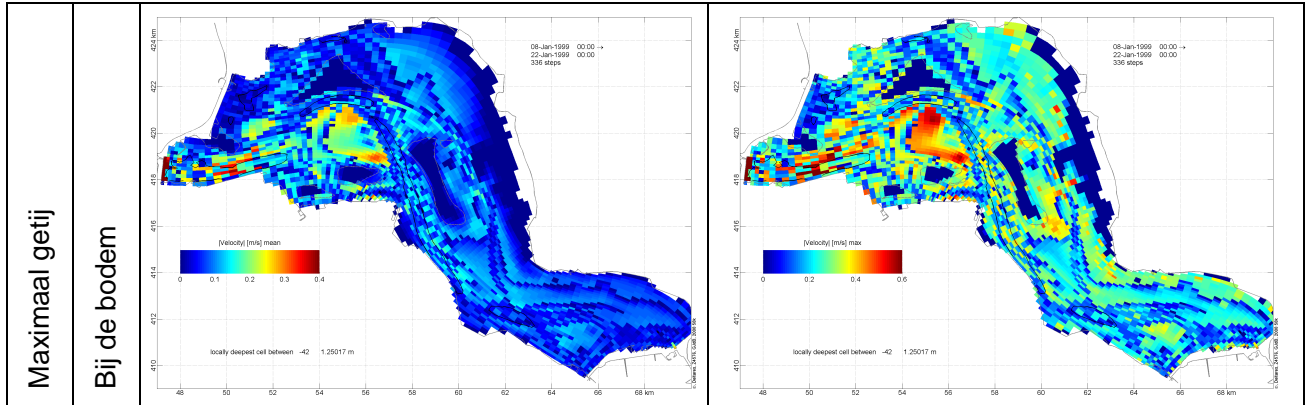 Maximaal getij
Bij de bodem
424 km
422
420
418
416
414
412
410
08-Jan-1999 00:00 →
22-Jan-1999 00:00
336 steps
|Velocity| [m/s] mean
0 0.1 0.2 0.3 0.4
locally deepest cell between -42 1.25017 m
48 50 52 54 56 58 60 62 64 66 68 km
424 km
422
420
418
416
414
412
410
08-Jan-1999 00:00 →
22-Jan-1999 00:00
336 steps
|Velocity| [m/s] max
0 0.2 0.4 0.6
locally deepest cell between -42 1.25017 m
48 50 52 54 56 58 60 62 64 66 68 km